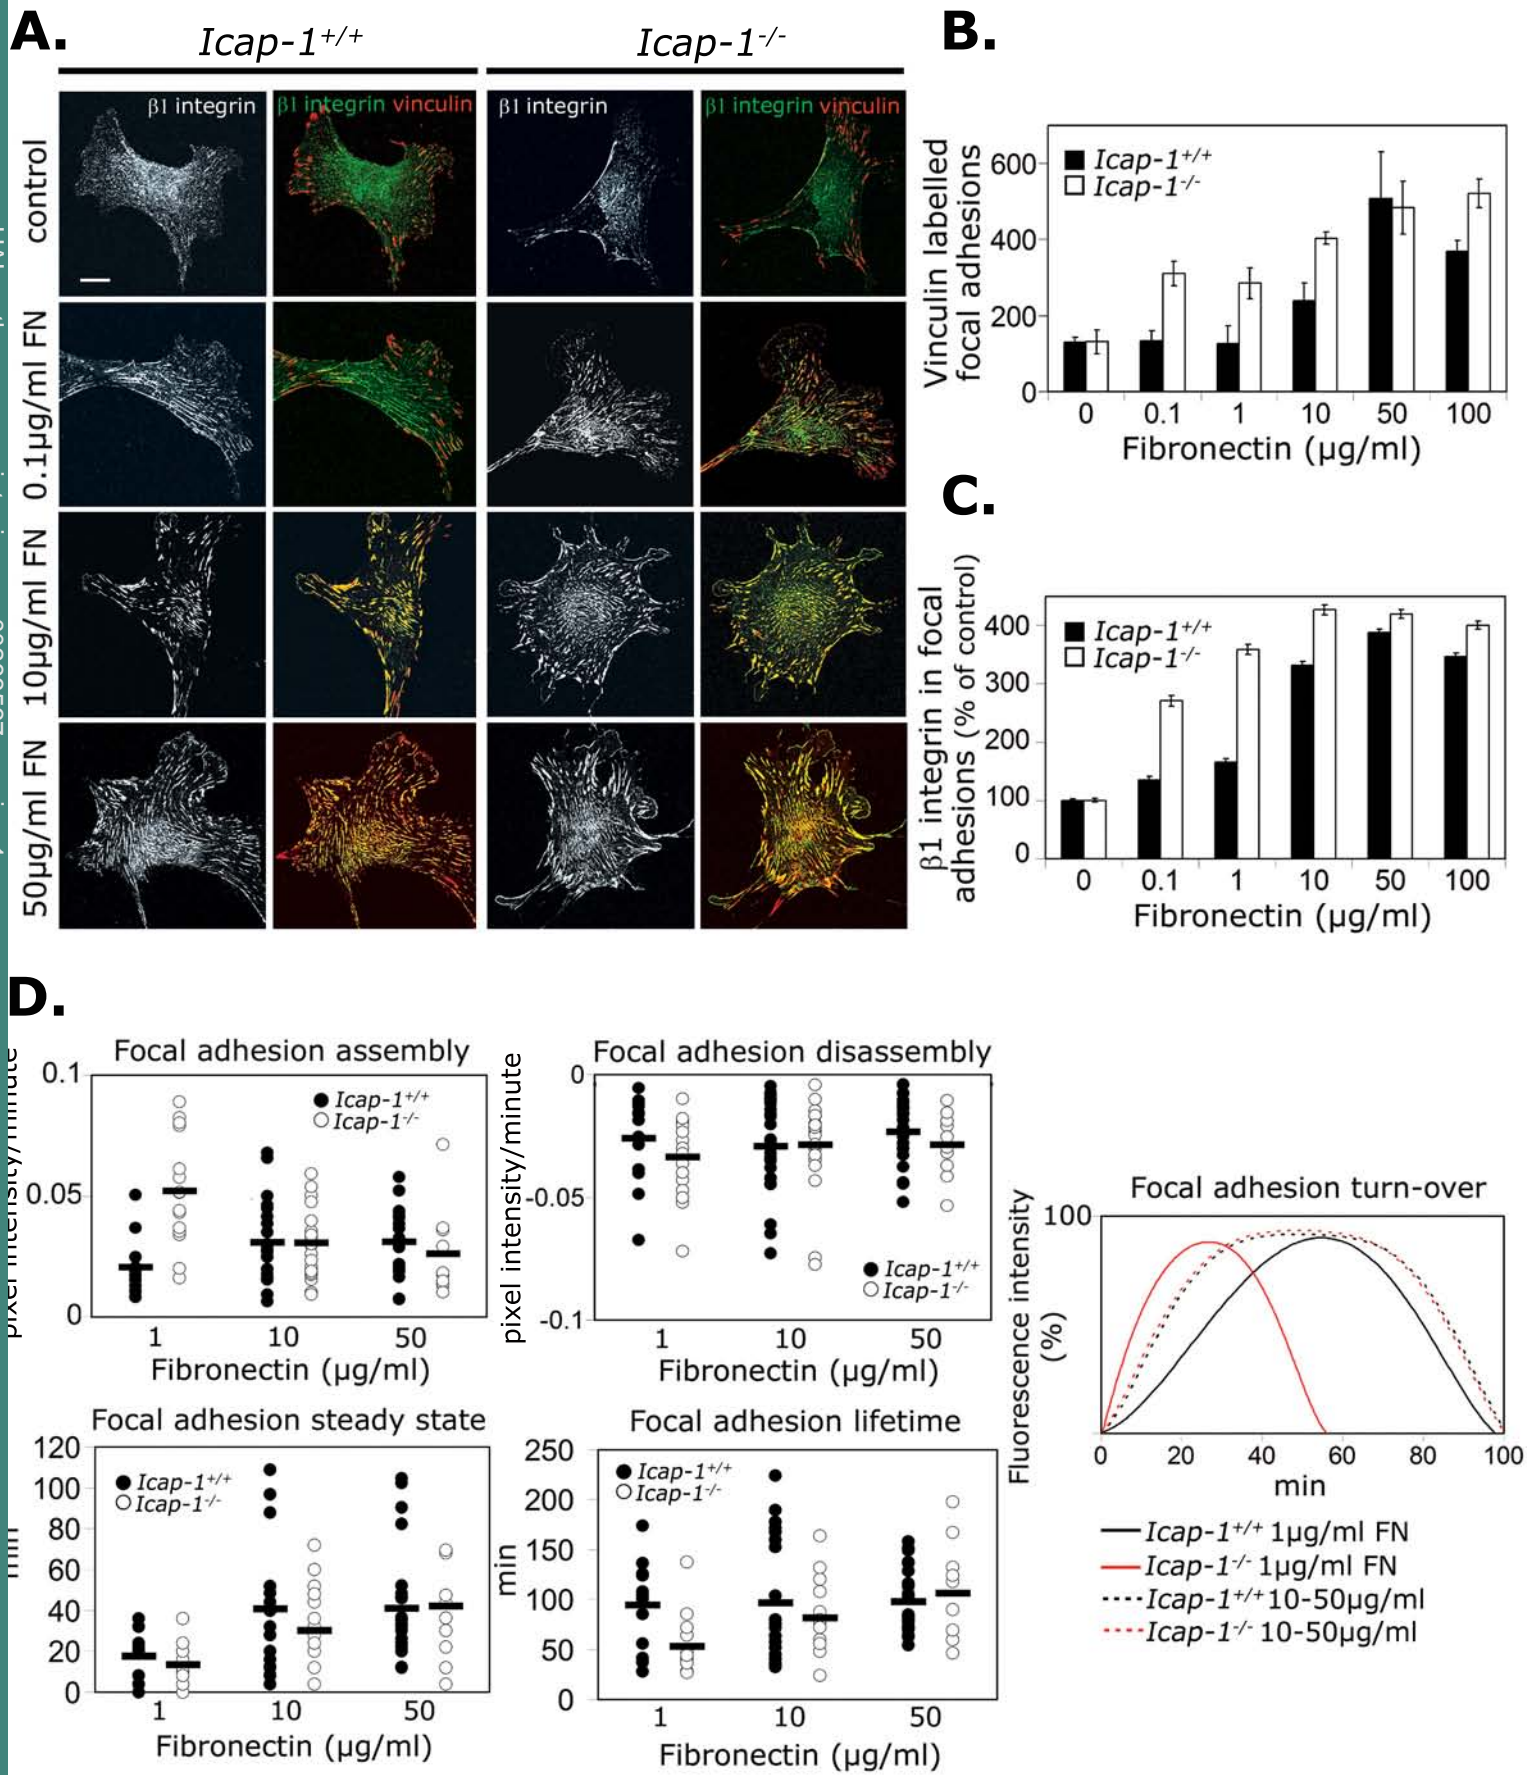 A.
Icap-1+/+
Icap-1-/-
β1 integrin
β1 integrin vinculin
β1 integrin
β1 integrin vinculin
control
0.1µg/ml FN
10µg/ml FN
50µg/ml FN
B.
Vinculin labelled
focal adhesions
600
400
200
0
Icap-1+/+
Icap-1-/-
0 0.1 1 10 50 100
Fibronectin (µg/ml)
C.
β1 integrin in focal
adhesions (% of control)
400
300
200
100
0
Icap-1+/+
Icap-1-/-
0 0.1 1 10 50 100
Fibronectin (µg/ml)
D.
Focal adhesion assembly
pixel intensity/minute
0.1
0.05
0
Icap-1+/+
Icap-1-/-
1 10 50
Fibronectin (µg/ml)
Focal adhesion disassembly
pixel intensity/minute
0
-0.05
-0.1
Icap-1+/+
Icap-1-/-
1 10 50
Fibronectin (µg/ml)
Focal adhesion steady state
min
120
100
80
60
40
20
0
Icap-1+/+
Icap-1-/-
1 10 50
Fibronectin (µg/ml)
Focal adhesion lifetime
min
250
200
150
100
50
0
Icap-1+/+
Icap-1-/-
1 10 50
Fibronectin (µg/ml)
Focal adhesion turn-over
Fluorescence intensity
(%)
100
0 20 40 60 80 100
min
Icap-1+/+ 1µg/ml FN
Icap-1-/- 1µg/ml FN
Icap-1+/+ 10-50µg/ml
Icap-1-/- 10-50µg/ml